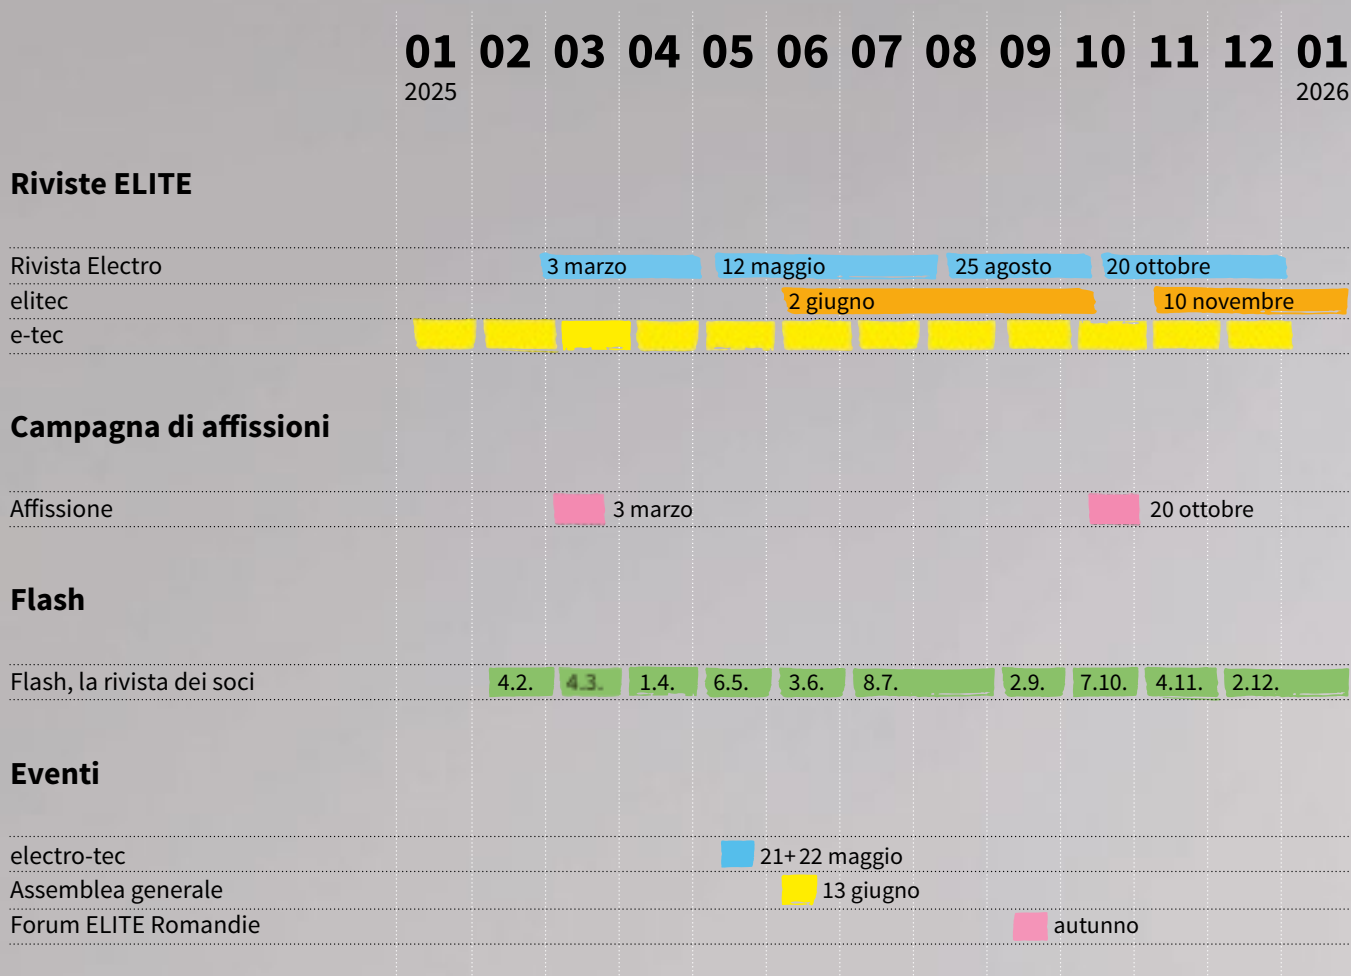 01 02 03 04 05 06 07 08 09 10 11 12 01
2025 2026
Riviste ELITE
Rivista Electro 3 marzo 12 maggio 25 agosto 20 ottobre
elitec 2 giugno 10 novembre
e-tec
Campagna di affissioni
Affissione 3 marzo 20 ottobre
Flash
Flash, la rivista dei soci 4.2. 4.3. 1.4. 6.5. 3.6. 8.7. 2.9. 7.10. 4.11. 2.12.
Eventi
electro-tec 21+22 maggio
Assemblea generale 13 giugno
Forum ELITE Romandie autunno